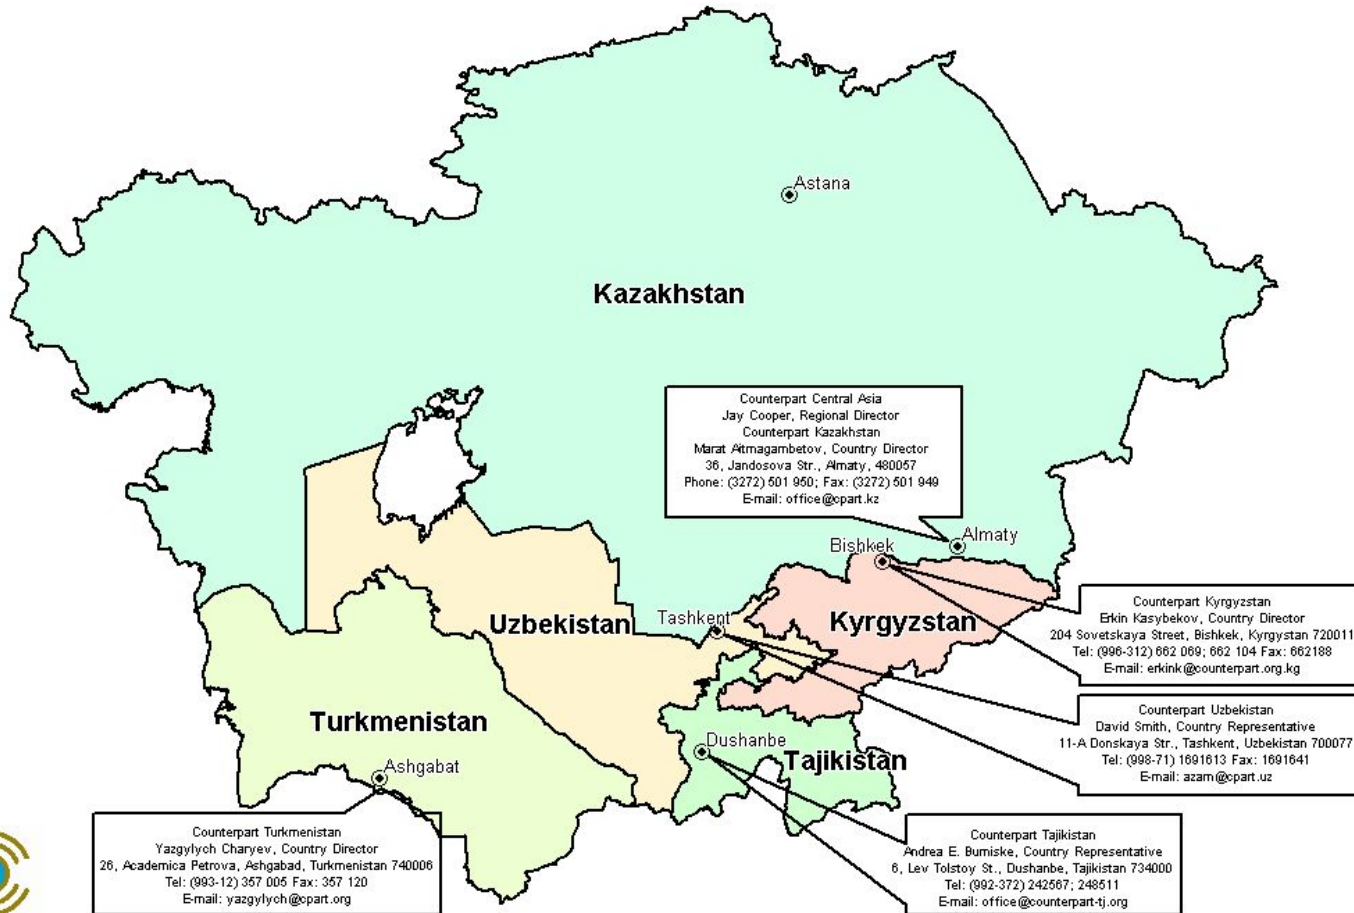 Astana
Kazakhstan
Counterpart Central Asia
Jay Cooper, Regional Director
Counterpart Kazakhstan
Marat Aitmagambetov, Country Director
36, Jandosova Str., Almaty, 480057
Phone: (3272) 501 950; Fax: (3272) 501 949
E-mail: office@cpart.kz
Almaty
Bishkek
Counterpart Kyrgyzstan
Erkin Kasybekov, Country Director
204 Sovetskaya Street, Bishkek, Kyrgystan 720011
Tel: (996-312) 662 069; 662 104 Fax: 662188
E-mail: erkink@counterpart.org.kg
Tashkent
Uzbekistan
Kyrgyzstan
Counterpart Uzbekistan
David Smith, Country Representative
11-A Donskaya Str., Tashkent, Uzbekistan 700077
Tel: (998-71) 1691613 Fax: 1691641
E-mail: azam@cpart.uz
Turkmenistan
Dushanbe
Tajikistan
Ashgabat
Counterpart Turkmenistan
Yazgylych Charyev, Country Director
26, Academica Petrova, Ashgabad, Turkmenistan 740006
Tel: (993-12) 357 005 Fax: 357 120
E-mail: yazgylych@cpart.org
Counterpart Tajikistan
Andrea E. Burniske, Country Representative
6, Lev Tolstoy St., Dushanbe, Tajikistan 734000
Tel: (992-372) 242567; 248511
E-mail: office@counterpart-tj.org